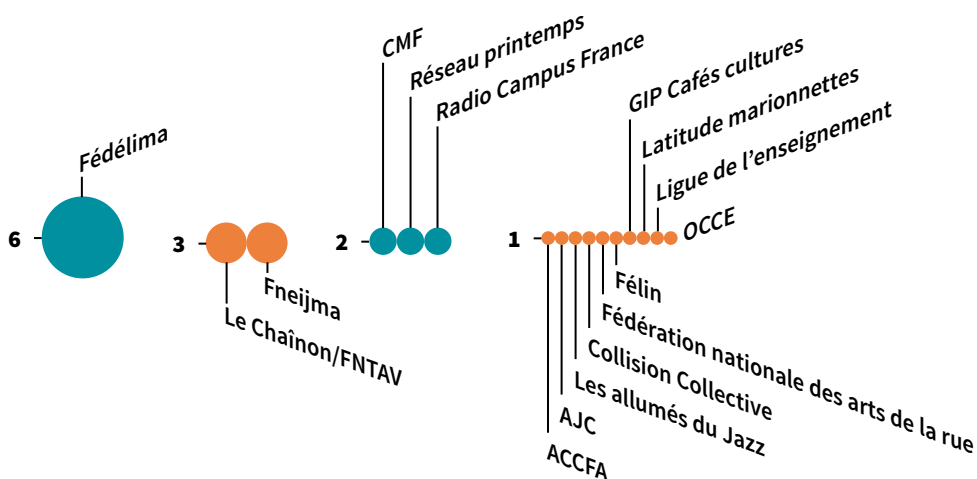 6
Fédélima
3
Le Chaînon/FNTAV
Fneijma
2
CMF
Réseau printemps
Radio Campus France
1
ACCFA
AJC
Les allumés du Jazz
Collision Collective
Fédération nationale des arts de la rue
Félin
GIP Cafés cultures
Latitude marionnettes
Ligue de l’enseignement
OCCE